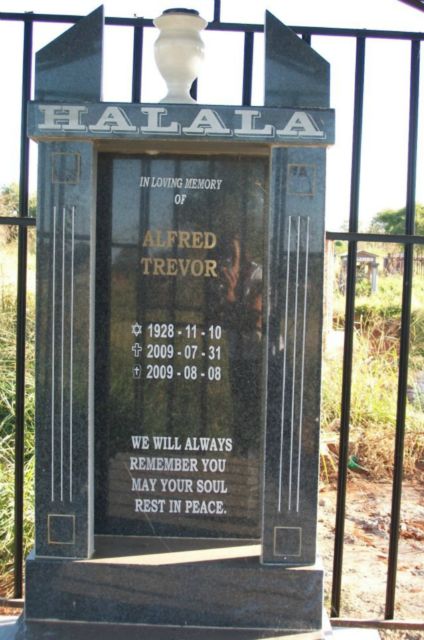 HALALA
IN LOVING MEMORY
OF
ALFRED
TREVOR
✡ 1928 - 11 - 10
✝ 2009 - 07 - 31
✝ 2009 - 08 - 08
WE WILL ALWAYS
REMEMBER YOU
MAY YOUR SOUL
REST IN PEACE.